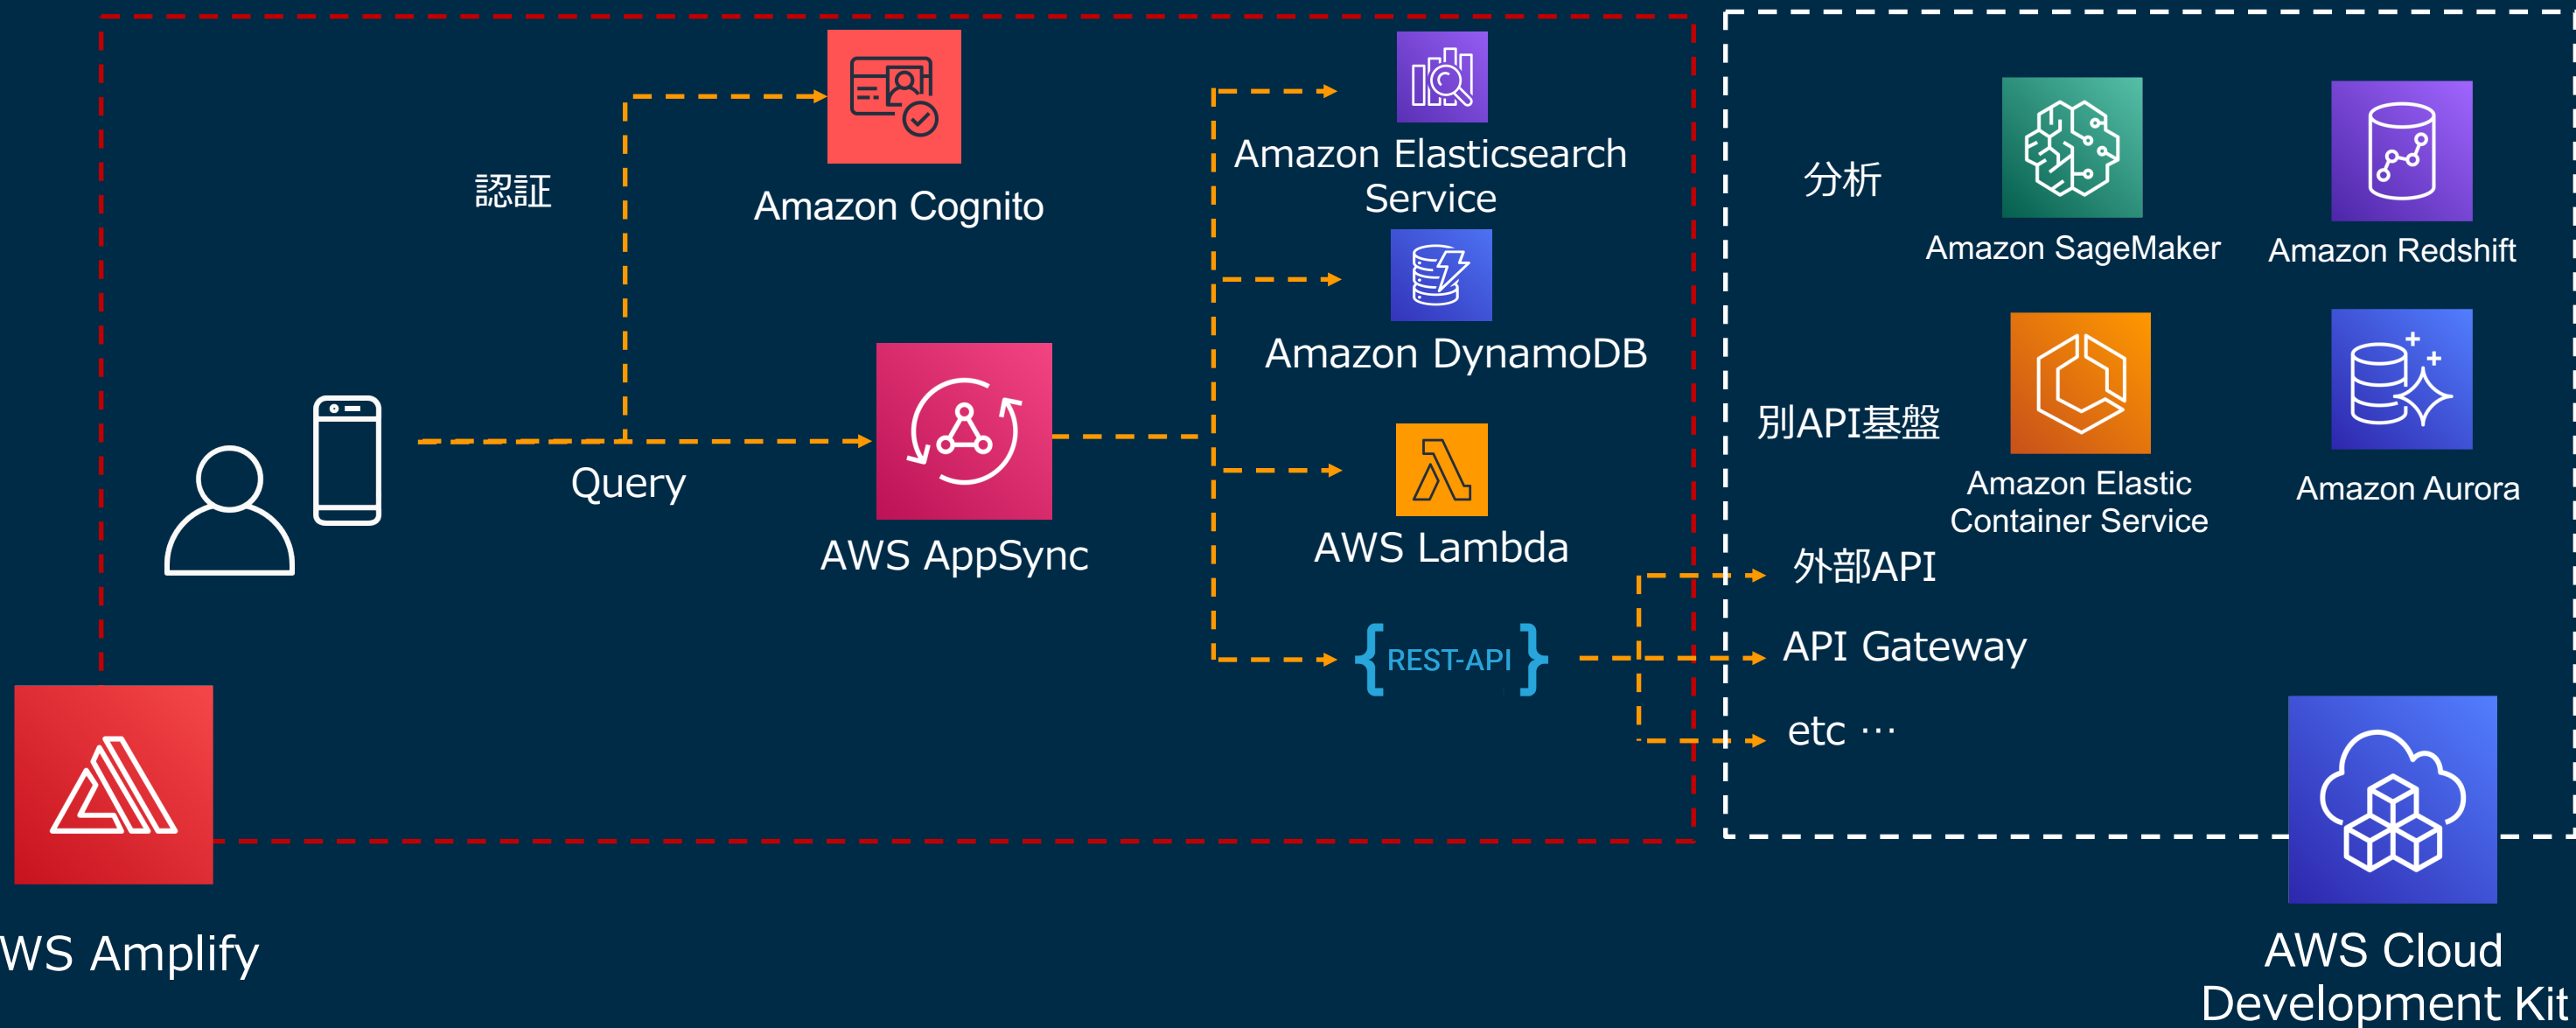 認証
Amazon Cognito
Query
AWS AppSync
Amazon Elasticsearch
Service
Amazon DynamoDB
AWS Lambda
{REST-API}
分析
Amazon SageMaker
Amazon Redshift
別API基盤
Amazon Elastic
Container Service
Amazon Aurora
外部API
API Gateway
etc …
WS Amplify
AWS Cloud
Development Kit